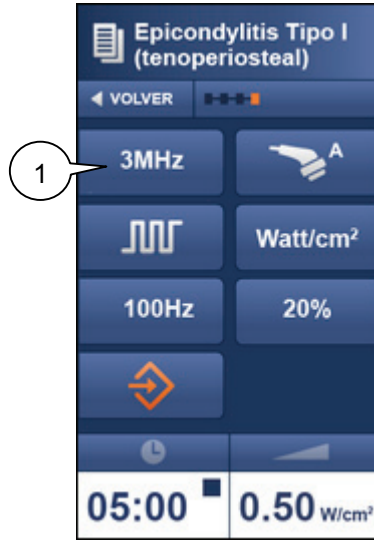 Epicondylitis Tipo I
(tenoperiosteal)
VOLVER
1
3MHz
A
Watt/cm²
100Hz
20%
05:00
0.50 W/cm²